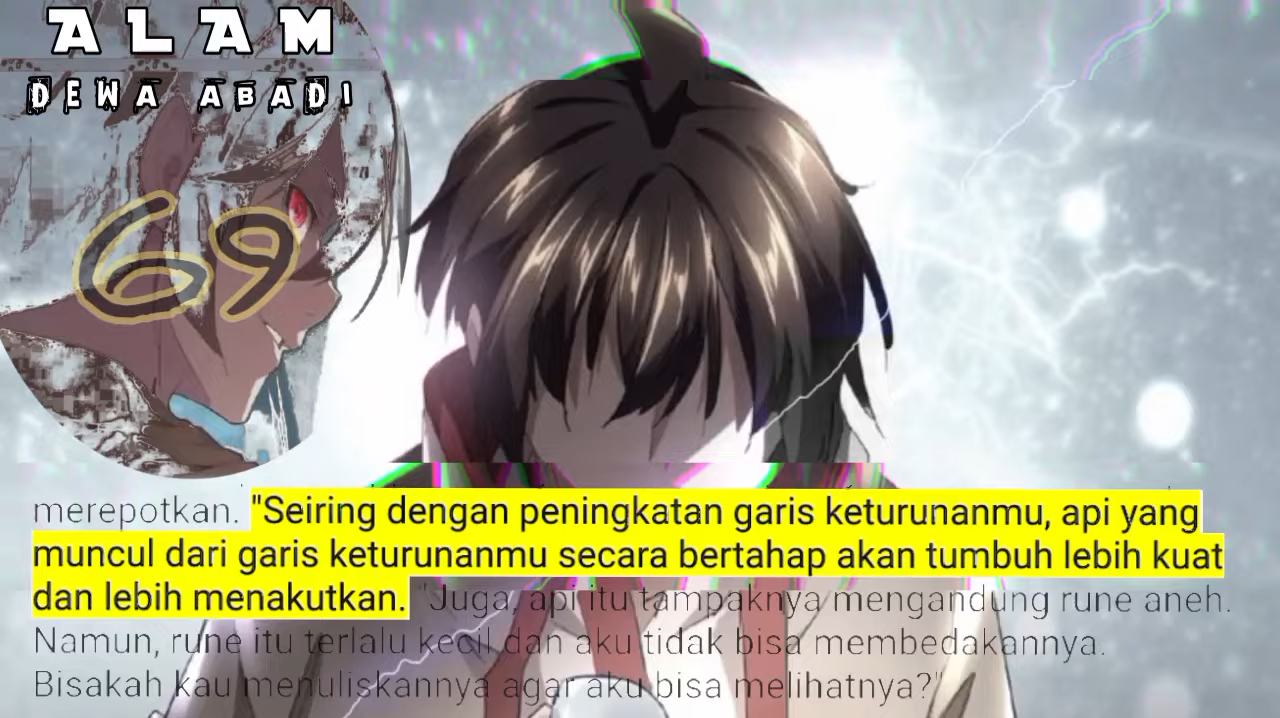 ALAM
DEWA ABADI
69
merepotkan. "Seiring dengan peningkatan garis keturunanmu, api yang
muncul dari garis keturunanmu secara bertahap akan tumbuh lebih kuat
dan lebih menakutkan. "Juga, api itu tampaknya mengandung rune aneh.
Namun, rune itu terlalu kecil dan aku tidak bisa membedakannya.
Bisakah kau menuliskannya agar aku bisa melihatnya?"